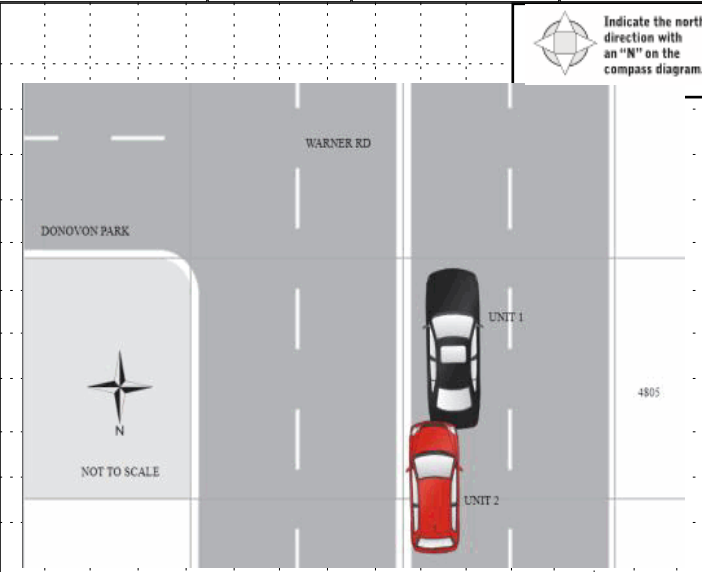 Indicate the north
direction with
an "N" on the
compass diagram.
WARNER RD
DONOVON PARK
UNIT 1
4805
N
NOT TO SCALE
UNIT 2